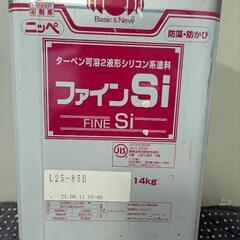 Basic & New
ニッペ
防藻・防かび
ターペン可溶2液形シリコン系塗料
ファインSi
FINE Si
JIS
L25-85B
14kg